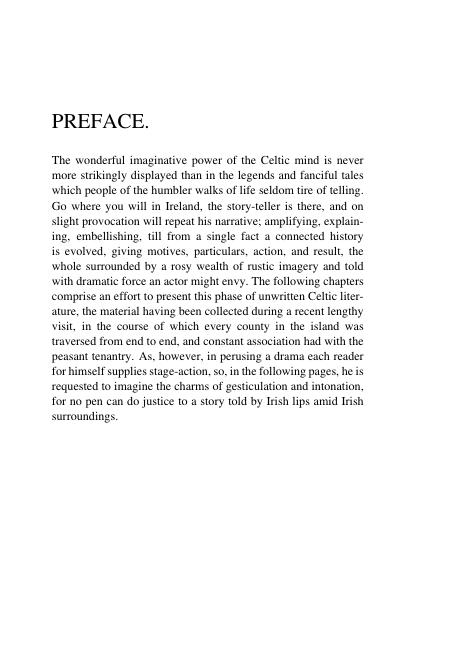 PREFACE.
The wonderful imaginative power of the Celtic mind is never
more strikingly displayed than in the legends and fanciful tales
which people of the humbler walks of life seldom tire of telling.
Go where you will in Ireland, the story-teller is there, and on
slight provocation will repeat his narrative; amplifying, explain-
ing, embellishing, till from a single fact a connected history
is evolved, giving motives, particulars, action, and result, the
whole surrounded by a rosy wealth of rustic imagery and told
with dramatic force an actor might envy. The following chapters
comprise an effort to present this phase of unwritten Celtic liter-
ature, the material having been collected during a recent lengthy
visit, in the course of which every county in the island was
traversed from end to end, and constant association had with the
peasant tenantry. As, however, in perusing a drama each reader
for himself supplies stage-action, so, in the following pages, he is
requested to imagine the charms of gesticulation and intonation,
for no pen can do justice to a story told by Irish lips amid Irish
surroundings.